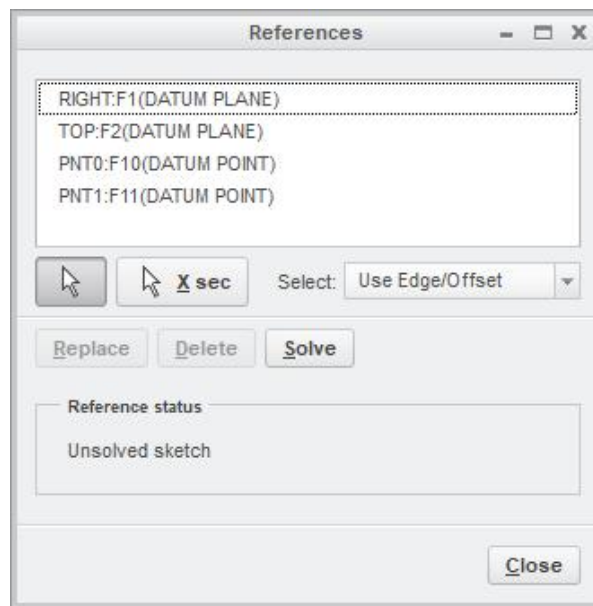 References
RIGHT:F1(DATUM PLANE)
TOP:F2(DATUM PLANE)
PNT0:F10(DATUM POINT)
PNT1:F11(DATUM POINT)
X sec Select: Use Edge/Offset
Replace Delete Solve
Reference status
Unsolved sketch
Close